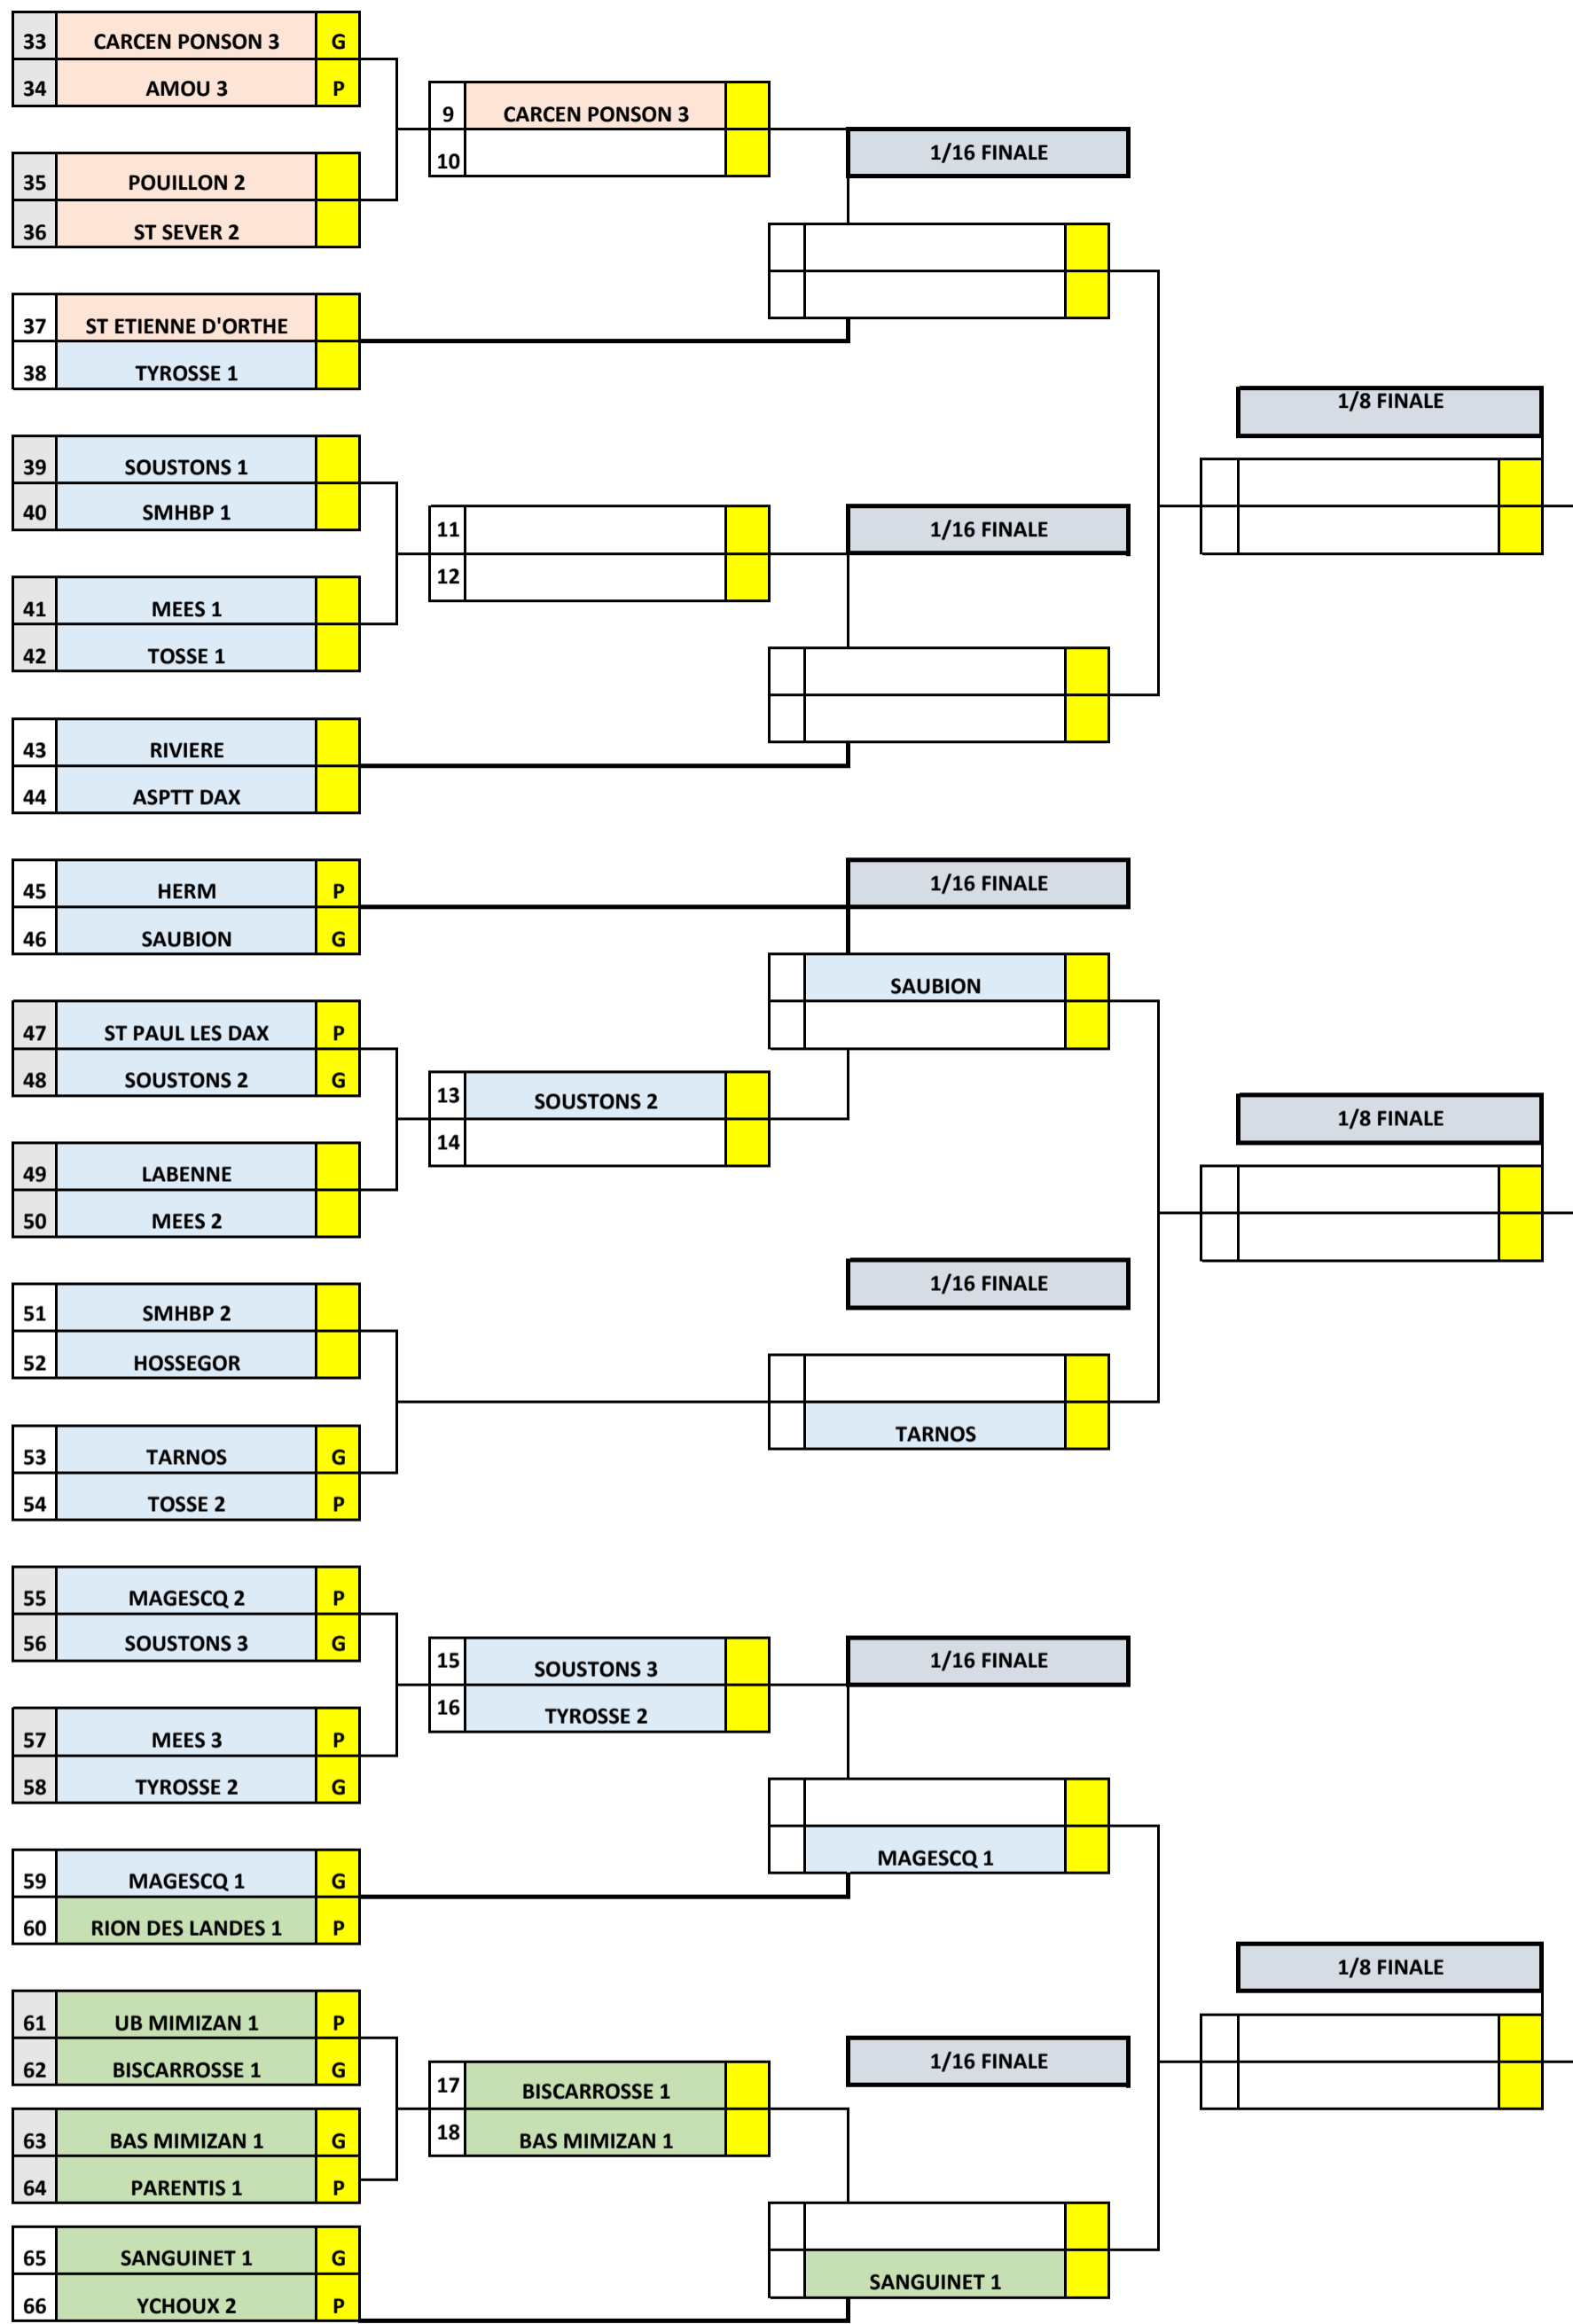 33 CARCEN PONSON 3 G
34 AMOU 3 P
9 CARCEN PONSON 3
10
1/16 FINALE
35 POUILLON 2
36 ST SEVER 2
37 ST ETIENNE D'ORTHE
38 TYROSSE 1
1/8 FINALE
39 SOUSTONS 1
40 SMHBP 1
11
1/16 FINALE
12
41 MEES 1
42 TOSSE 1
43 RIVIERE
44 ASPTT DAX
45 HERM P
1/16 FINALE
46 SAUBION G
SAUBION
47 ST PAUL LES DAX P
48 SOUSTONS 2 G
13 SOUSTONS 2
14
1/8 FINALE
49 LABENNE
50 MEES 2
1/16 FINALE
51 SMHBP 2
52 HOSSEGOR
TARNOS
53 TARNOS G
54 TOSSE 2 P
55 MAGESCQ 2 P
56 SOUSTONS 3 G
15 SOUSTONS 3
1/16 FINALE
16 TYROSSE 2
57 MEES 3 P
58 TYROSSE 2 G
MAGESCQ 1
59 MAGESCQ 1 G
60 RION DES LANDES 1 P
1/8 FINALE
61 UB MIMIZAN 1 P
62 BISCARROSSE 1 G
1/16 FINALE
17 BISCARROSSE 1
18 BAS MIMIZAN 1
63 BAS MIMIZAN 1 G
64 PARENTIS 1 P
65 SANGUINET 1 G
SANGUINET 1
66 YCHOUX 2 P